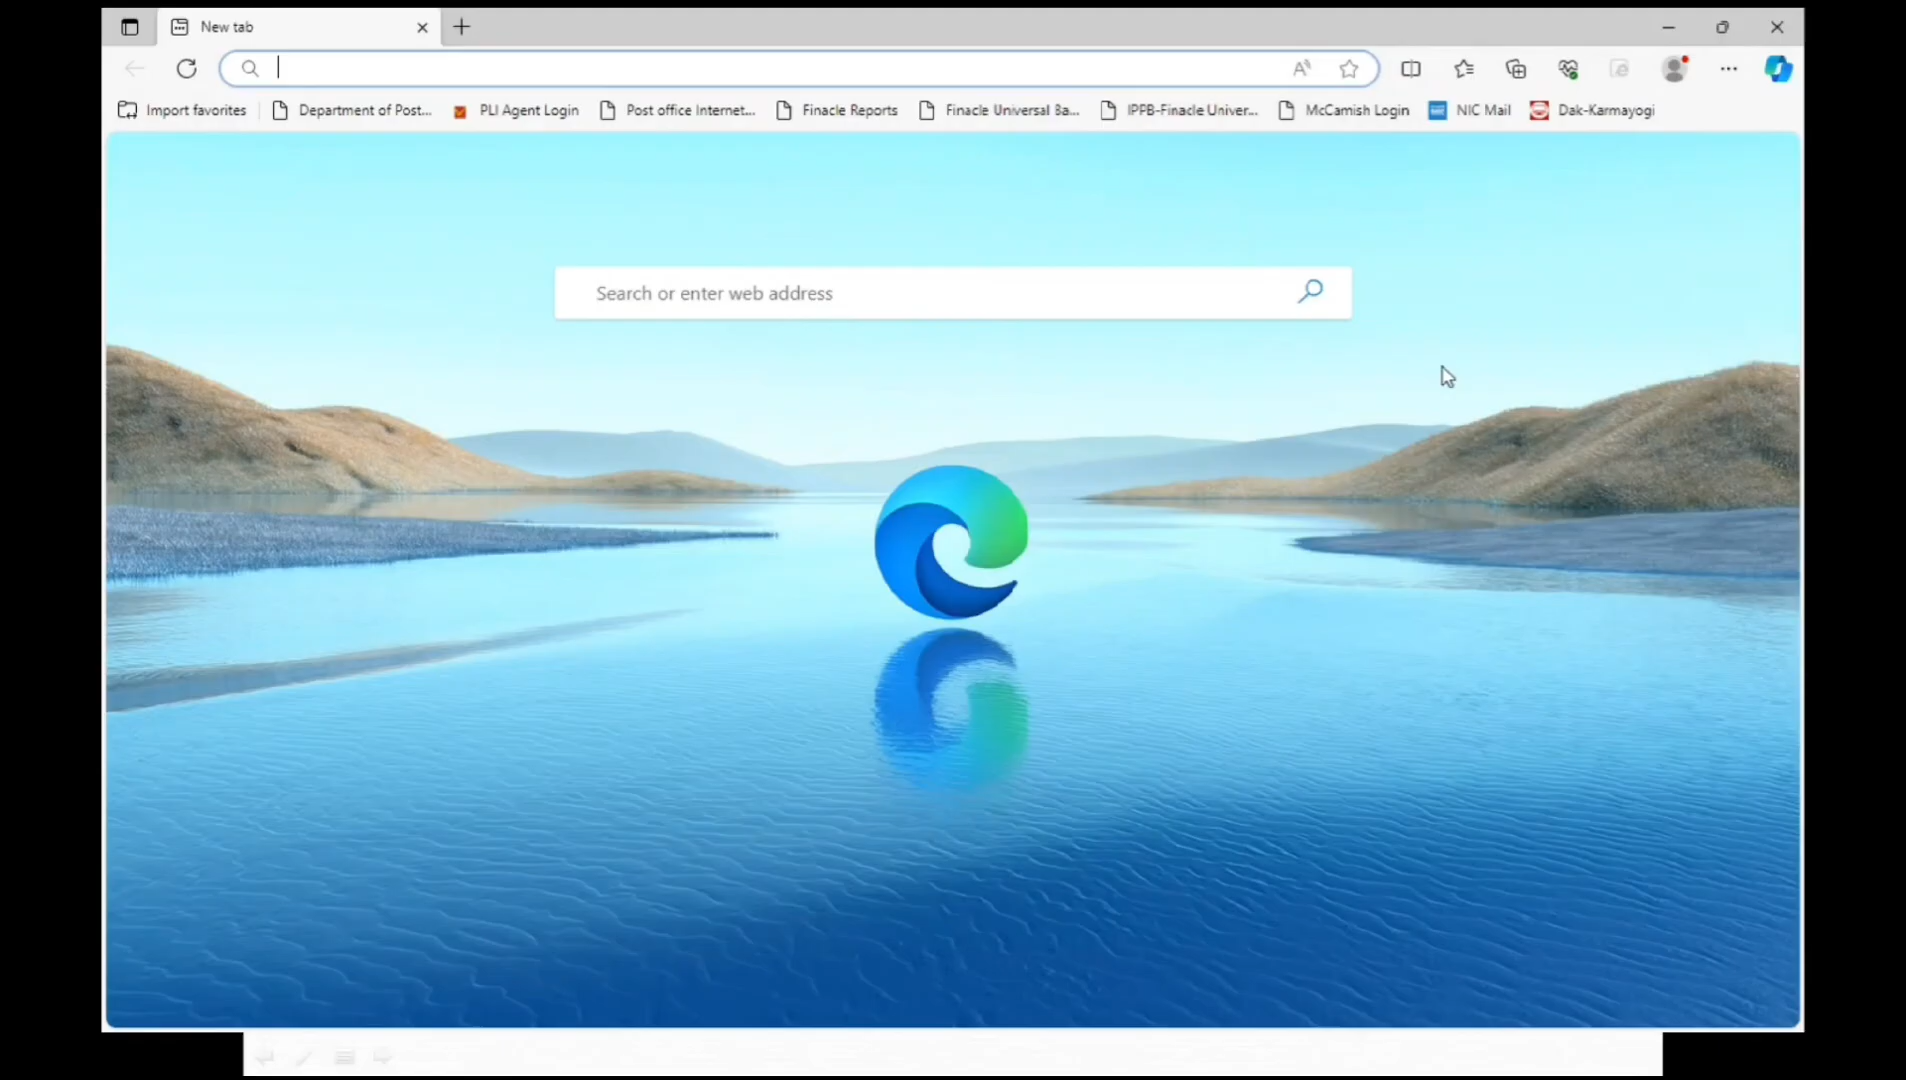 New tab
Import favorites
Department of Post...
PLI Agent Login
Post office Internet...
Finacle Reports
Finacle Universal Ba...
IPPB-Finacle Univer...
McCamish Login
NIC Mail
Dak-Karmayogi
Search or enter web address